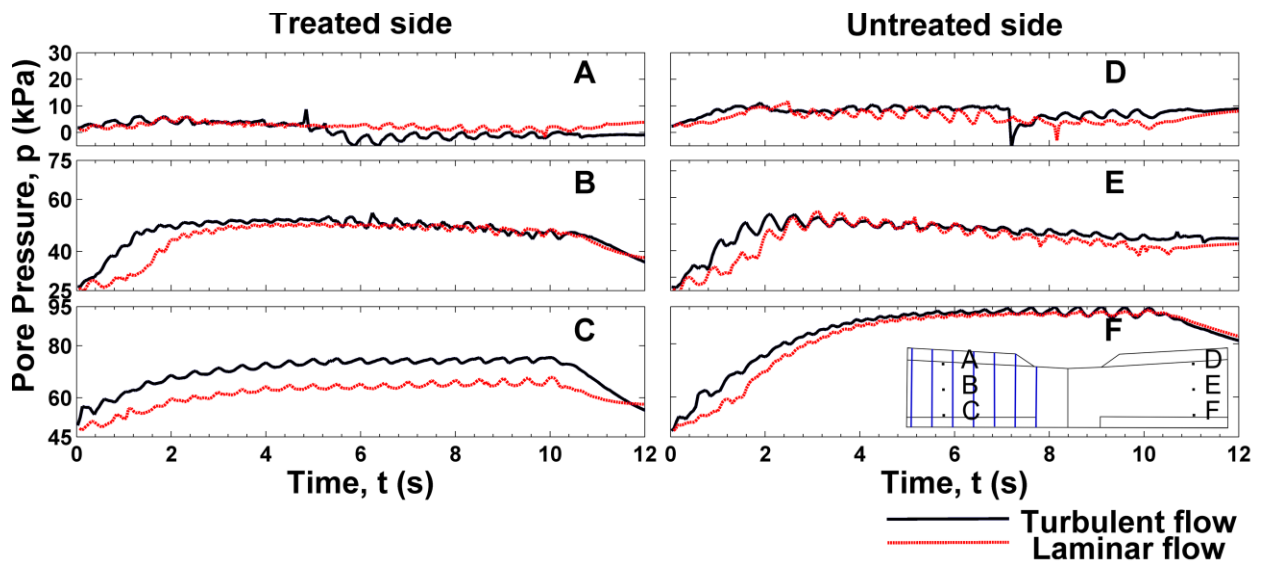 Treated side
Untreated side
Pore Pressure, p (kPa)
30
20
10
0
A
D
75
60
40
25
B
E
95
80
60
45
C
F
A
B
C
D
E
F
0 2 4 6 8 10 12
0 2 4 6 8 10 12
Time, t (s)
Time, t (s)
Turbulent flow
Laminar flow